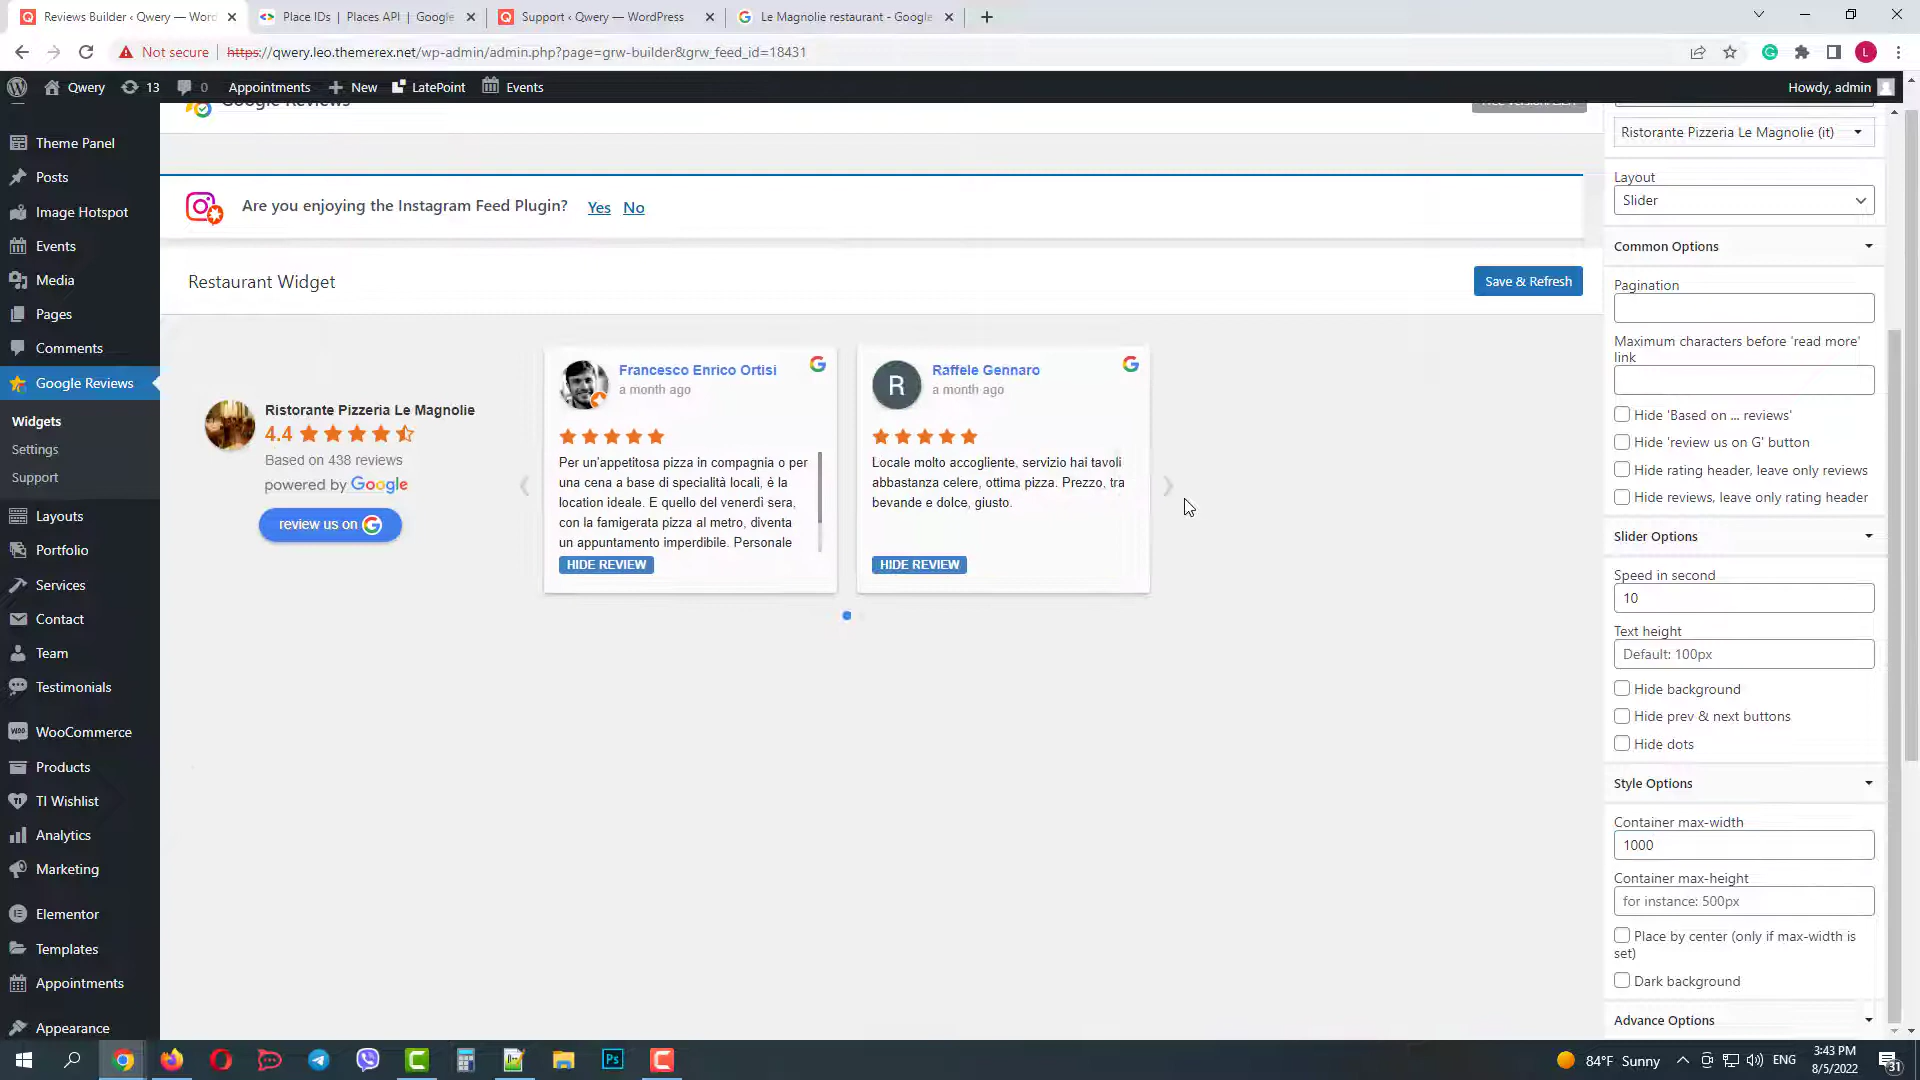 Reviews Builder ‹ Qwery — Word
Place IDs | Places API | Google
Support ‹ Qwery — WordPress
Le Magnolie restaurant - Google
Not secure
https://qwery.leo.themerex.net/wp-admin/admin.php?page=grw-builder&grw_feed_id=18431
L
Qwery
13
0
Appointments
New
LatePoint
Events
Howdy, admin
Theme Panel
Posts
Image Hotspot
Events
Media
Pages
Comments
Google Reviews
Widgets
Settings
Support
Layouts
Portfolio
Services
Contact
Team
Testimonials
WooCommerce
Products
TI Wishlist
Analytics
Marketing
Elementor
Templates
Appointments
Appearance
Google Reviews
Are you enjoying the Instagram Feed Plugin? Yes No
Restaurant Widget
Save & Refresh
Ristorante Pizzeria Le Magnolie
4.4
Based on 438 reviews
powered by Google
review us on G
Francesco Enrico Ortisi
a month ago
Per un'appetitosa pizza in compagnia o per
una cena a base di specialità locali, è la
location ideale. E quello del venerdì sera,
con la famigerata pizza al metro, diventa
un appuntamento imperdibile. Personale
HIDE REVIEW
R
Raffele Gennaro
a month ago
Locale molto accogliente, servizio hai tavoli
abbastanza celere, ottima pizza. Prezzo, tra
bevande e dolce, giusto.
HIDE REVIEW
Ristorante Pizzeria Le Magnolie (it)
Layout
Slider
Common Options
Pagination
Maximum characters before 'read more'
link
Hide 'Based on ... reviews'
Hide 'review us on G' button
Hide rating header, leave only reviews
Hide reviews, leave only rating header
Slider Options
Speed in second
10
Text height
Default: 100px
Hide background
Hide prev & next buttons
Hide dots
Style Options
Container max-width
1000
Container max-height
for instance: 500px
Place by center (only if max-width is
set)
Dark background
Advance Options
84°F Sunny
ENG
3:43 PM
8/5/2022
31